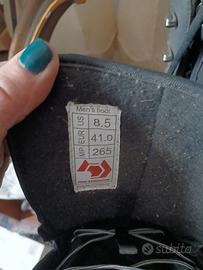 Men's Boot
US 8.5
EUR 41.0
MP 265
subito